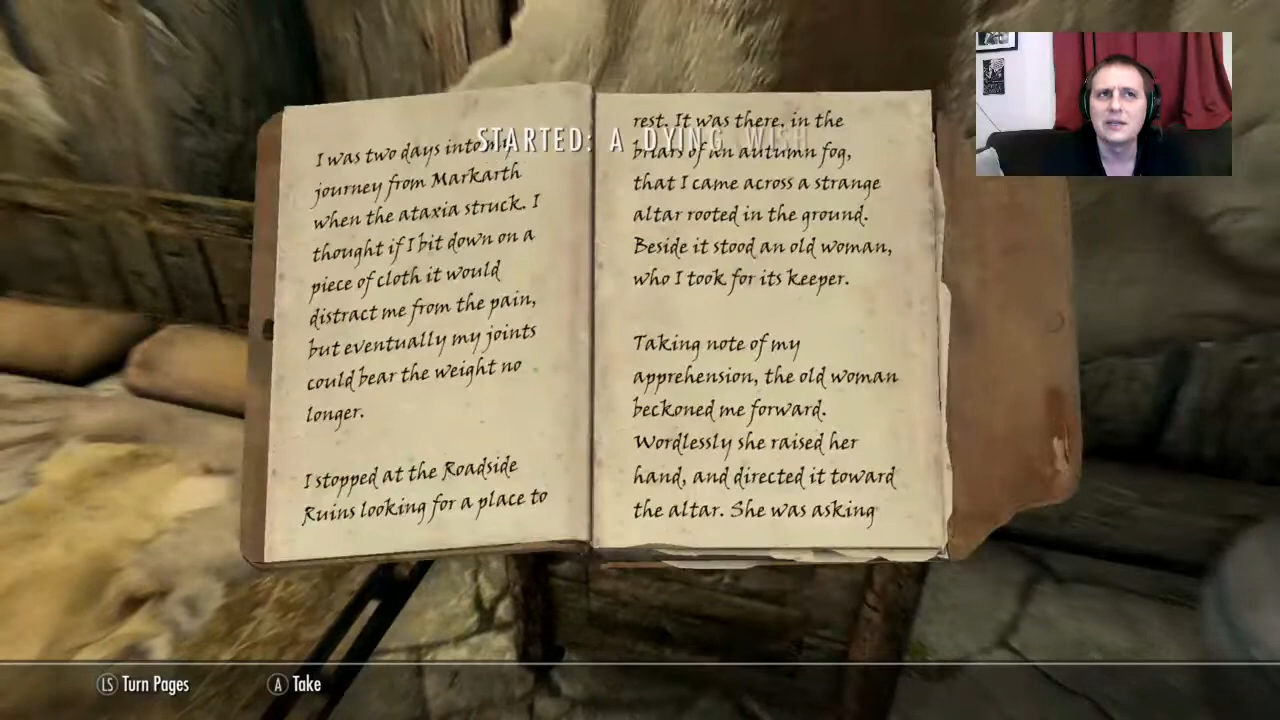 STARTED: A DYING WISH
I was two days into my
journey from Markarth
when the ataxia struck. I
thought if I bit down on a
piece of cloth it would
distract me from the pain,
but eventually my joints
could bear the weight no
longer.
I stopped at the Roadside
Ruins looking for a place to
rest. It was there, in the
briars of an autumn fog,
that I came across a strange
altar rooted in the ground.
Beside it stood an old woman,
who I took for its keeper.
Taking note of my
apprehension, the old woman
beckoned me forward.
Wordlessly she raised her
hand, and directed it toward
the altar. She was asking
LS Turn Pages
A Take